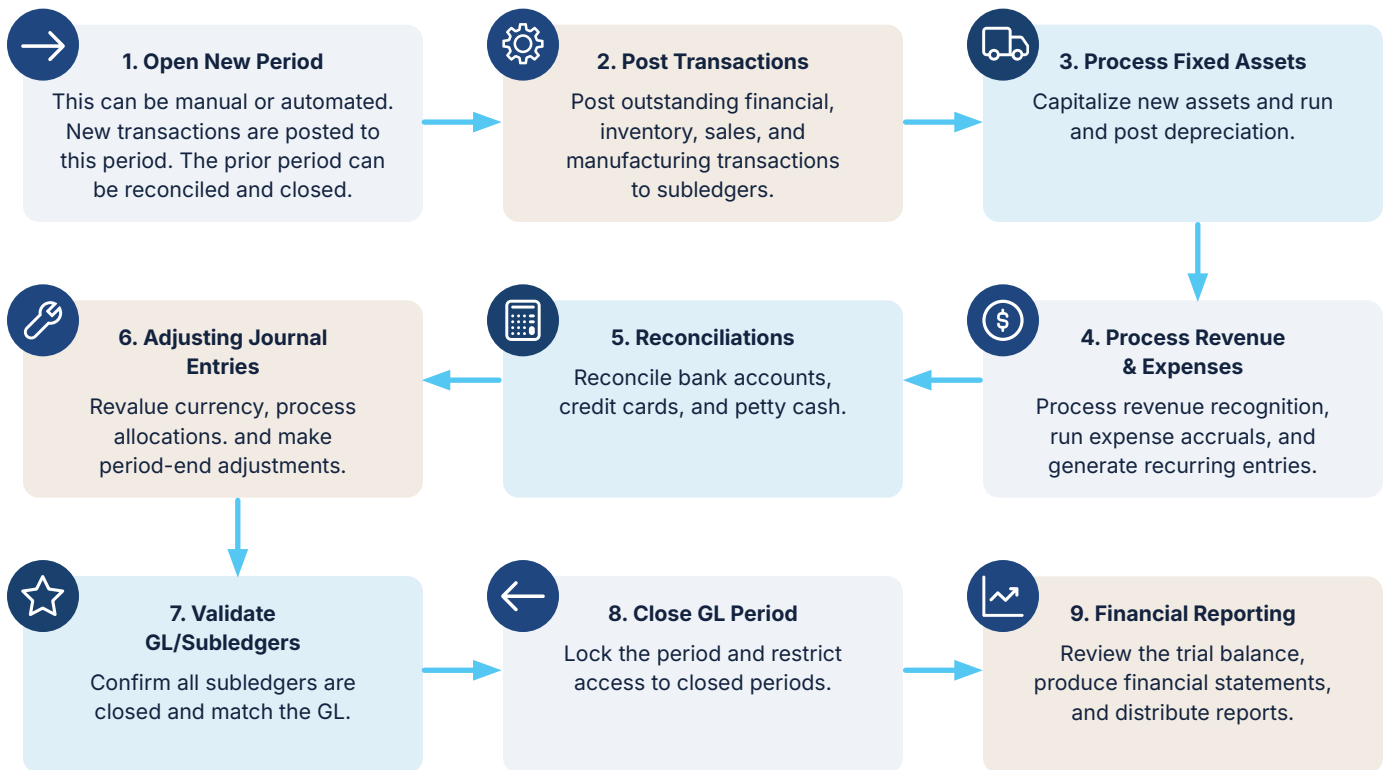 1. Open New Period
This can be manual or automated.
New transactions are posted to
this period. The prior period can
be reconciled and closed.
2. Post Transactions
Post outstanding financial,
inventory, sales, and
manufacturing transactions
to subledgers.
3. Process Fixed Assets
Capitalize new assets and run
and post depreciation.
4. Process Revenue
& Expenses
Process revenue recognition,
run expense accruals, and
generate recurring entries.
5. Reconciliations
Reconcile bank accounts,
credit cards, and petty cash.
6. Adjusting Journal
Entries
Revalue currency, process
allocations. and make
period-end adjustments.
7. Validate
GL/Subledgers
Confirm all subledgers are
closed and match the GL.
8. Close GL Period
Lock the period and restrict
access to closed periods.
9. Financial Reporting
Review the trial balance,
produce financial statements,
and distribute reports.